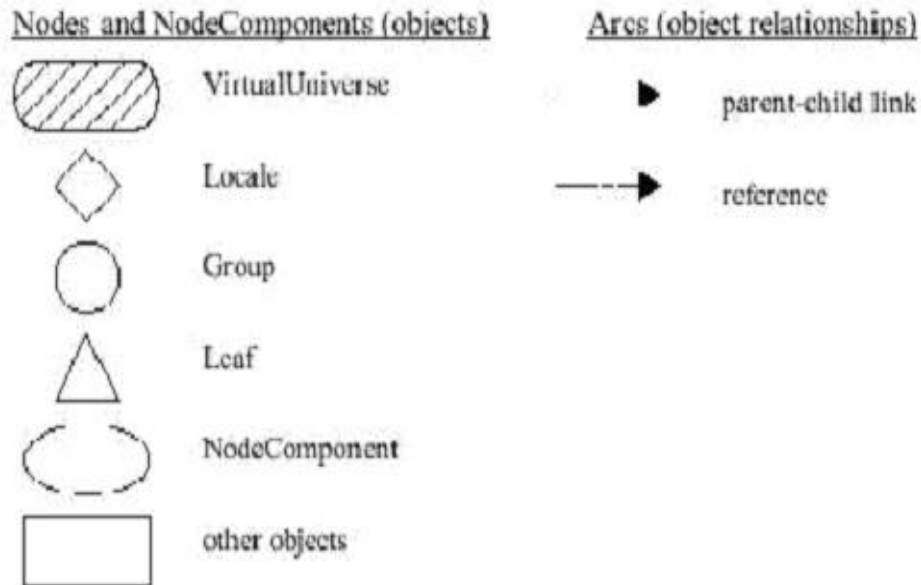 Nodes and NodeComponents (objects)
Arcs (object relationships)
VirtualUniverse
Locale
Group
Leaf
NodeComponent
other objects
parent-child link
reference